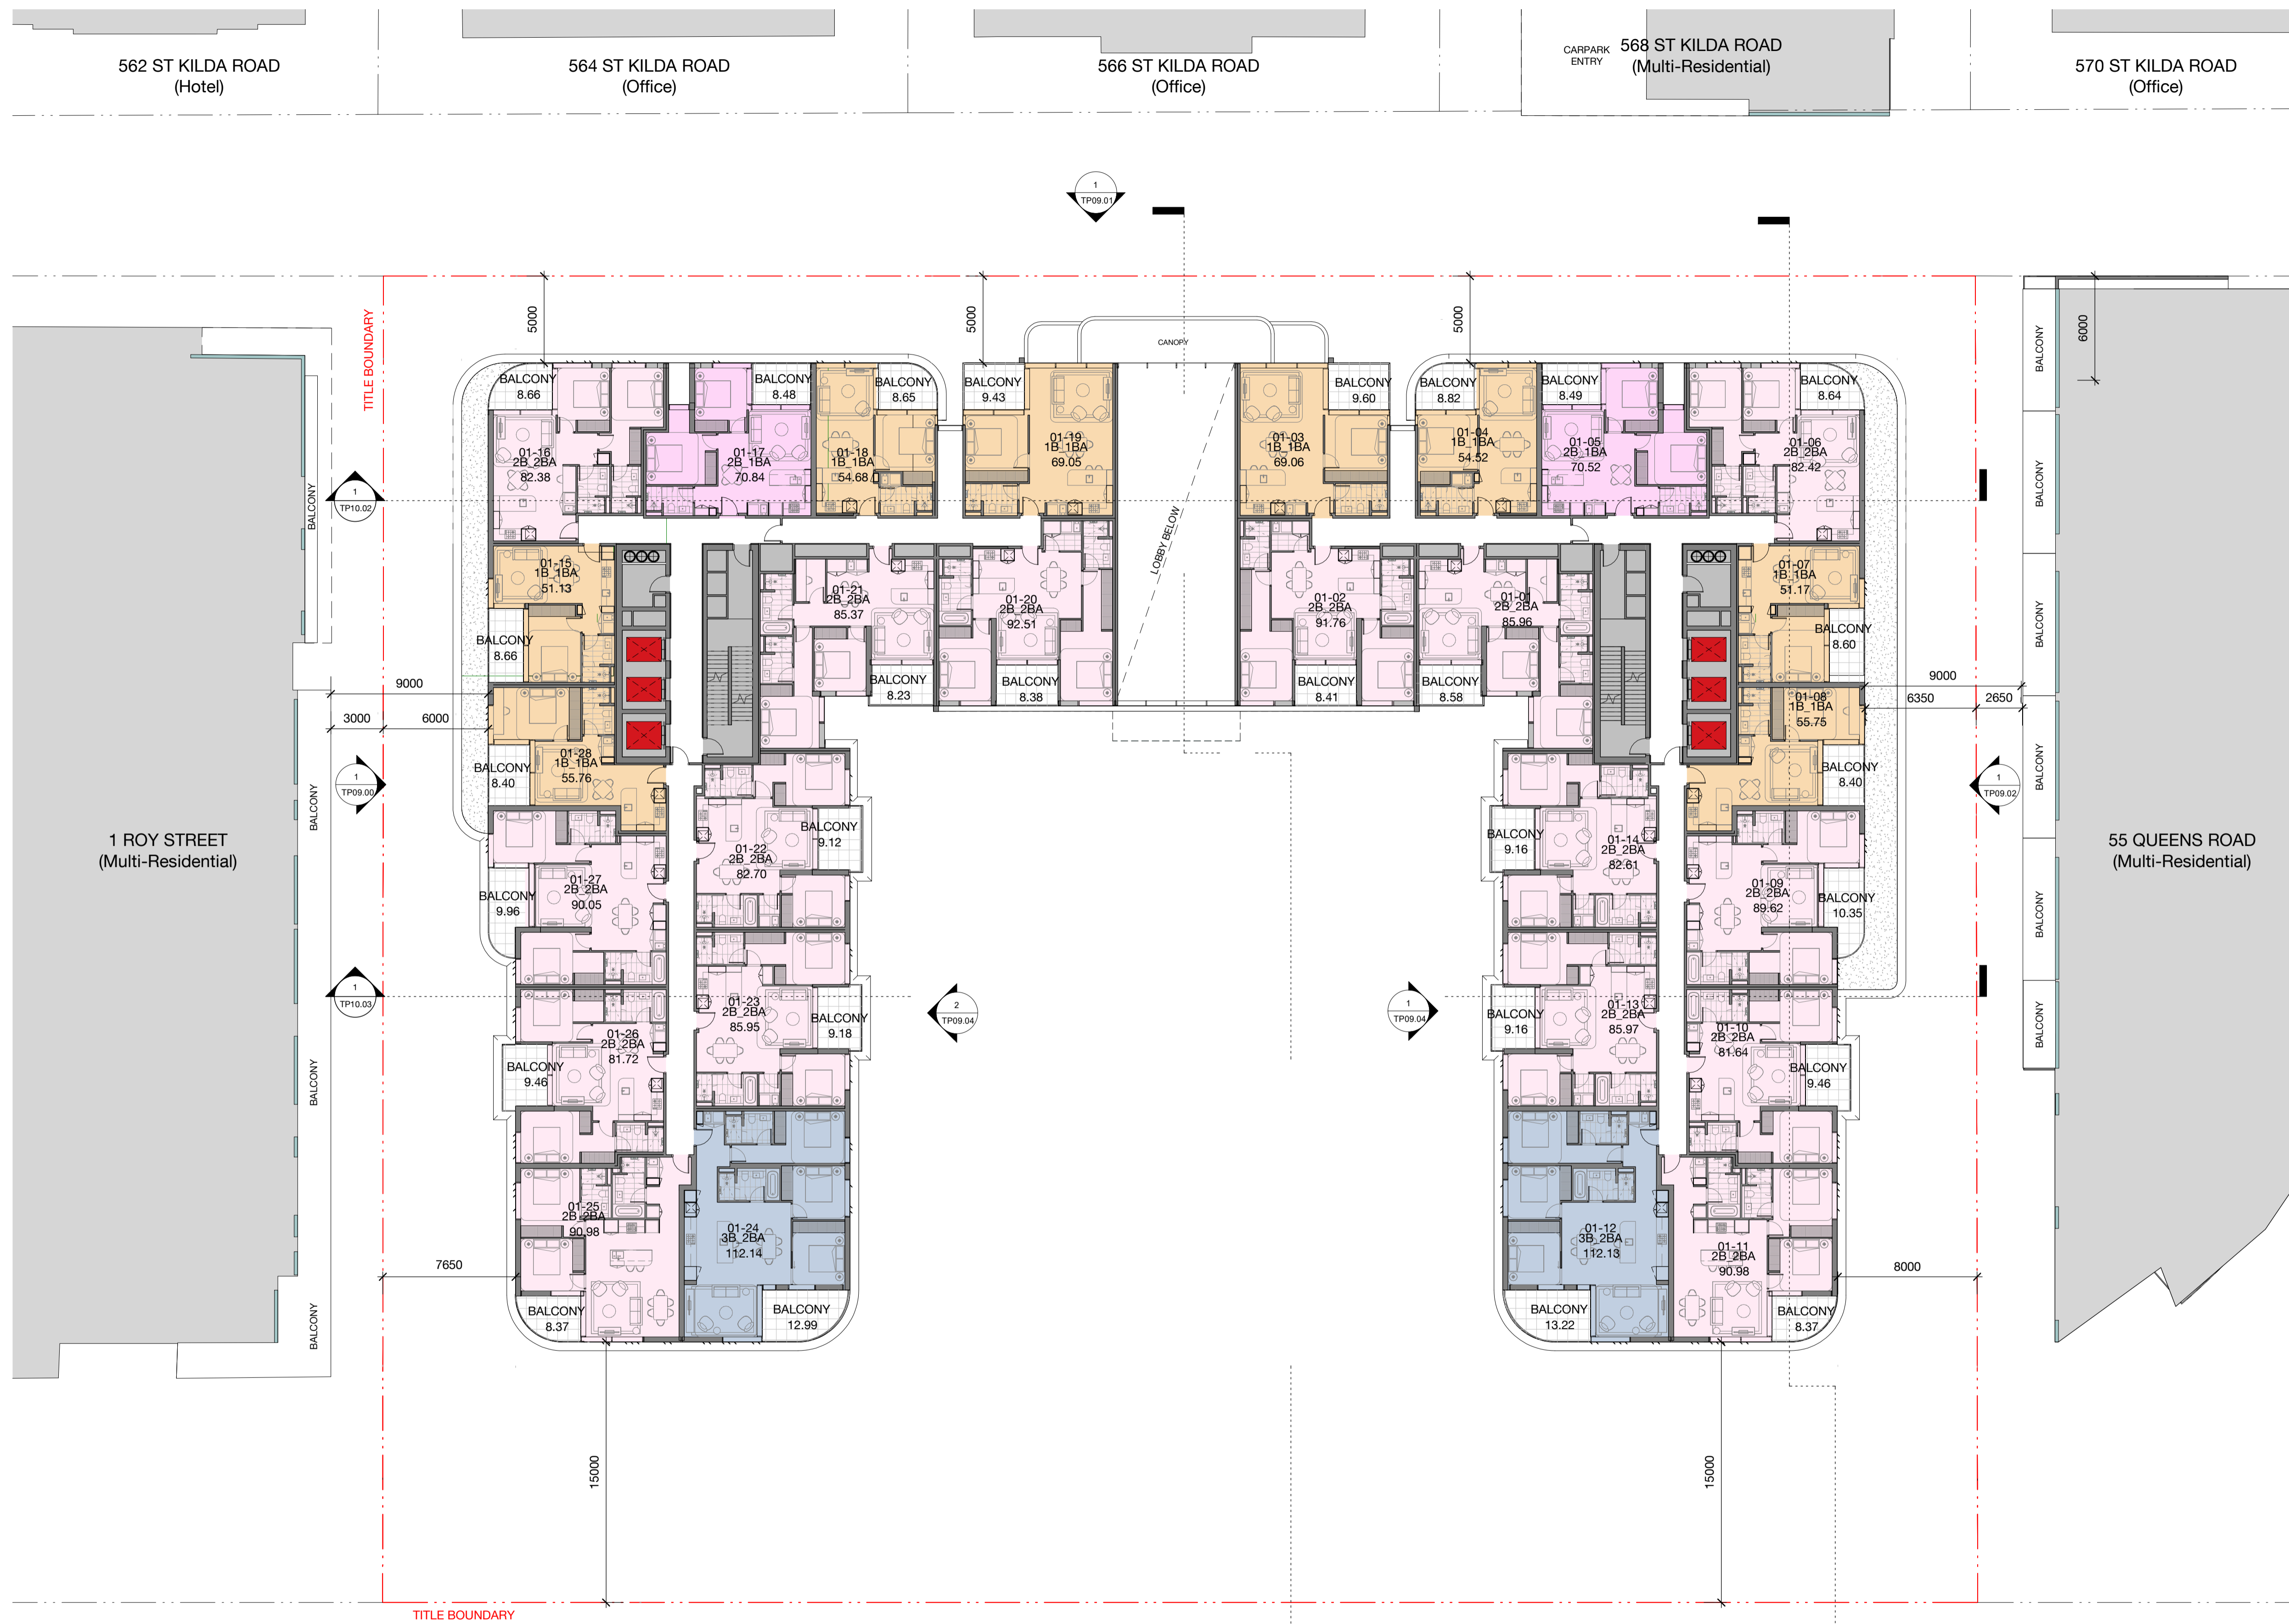 562 ST KILDA ROAD
(Hotel)
564 ST KILDA ROAD
(Office)
566 ST KILDA ROAD
(Office)
CARPARK
ENTRY
568 ST KILDA ROAD
(Multi-Residential)
570 ST KILDA ROAD
(Office)
1
TP09.01
TITLE BOUNDARY
5000
5000
5000
6000
CANOPY
BALCONY
8.66
BALCONY
8.48
BALCONY
8.65
BALCONY
9.43
BALCONY
9.60
BALCONY
8.82
BALCONY
8.49
BALCONY
8.64
01-16
2B_2BA
82.38
01-17
2B_1BA
70.84
01-18
1B_1BA
54.68
01-19
1B_1BA
69.05
01-03
1B_1BA
69.06
01-04
1B_1BA
54.52
01-05
2B_1BA
70.52
01-06
2B_2BA
82.42
1
TP10.02
LOBBY BELOW
01-15
1B_1BA
51.13
01-21
2B_2BA
85.37
01-20
2B_2BA
92.51
01-02
2B_2BA
91.76
01-01
2B_2BA
85.96
01-07
1B_1BA
51.17
BALCONY
8.66
BALCONY
8.23
BALCONY
8.38
BALCONY
8.41
BALCONY
8.58
BALCONY
8.60
9000
3000
6000
9000
6350
2650
01-28
1B_1BA
55.76
BALCONY
8.40
01-08
1B_1BA
55.75
BALCONY
8.40
1
TP09.00
1
TP09.02
1 ROY STREET
(Multi-Residential)
55 QUEENS ROAD
(Multi-Residential)
01-27
2B_2BA
90.05
BALCONY
9.96
01-22
2B_2BA
82.70
BALCONY
9.12
BALCONY
9.16
01-14
2B_2BA
82.61
01-09
2B_2BA
89.62
BALCONY
10.35
1
TP10.03
01-26
2B_2BA
81.72
BALCONY
9.46
01-23
2B_2BA
85.95
BALCONY
9.18
2
TP09.04
1
TP09.04
BALCONY
9.16
01-13
2B_2BA
85.97
01-10
2B_2BA
81.64
BALCONY
9.46
01-25
2B_2BA
90.98
01-24
3B_2BA
112.14
01-12
3B_2BA
112.13
01-11
2B_2BA
90.98
7650
8000
BALCONY
8.37
BALCONY
12.99
BALCONY
13.22
BALCONY
8.37
BALCONY
BALCONY
BALCONY
BALCONY
BALCONY
BALCONY
BALCONY
BALCONY
BALCONY
BALCONY
15000
15000
TITLE BOUNDARY